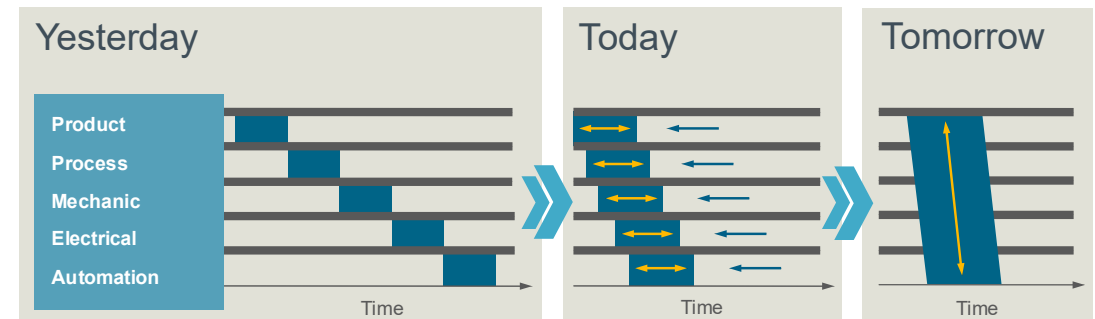 Yesterday
Today
Tomorrow
Product
Process
Mechanic
Electrical
Automation
Time
Time
Time